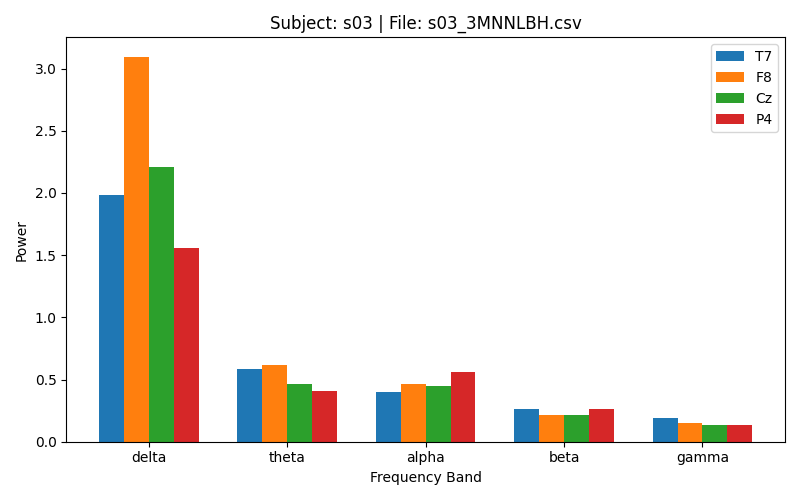 Subject: s03 | File: s03_3MNNLBH.csv
T7
F8
Cz
P4
Power
3.0
2.5
2.0
1.5
1.0
0.5
0.0
delta theta alpha beta gamma
Frequency Band